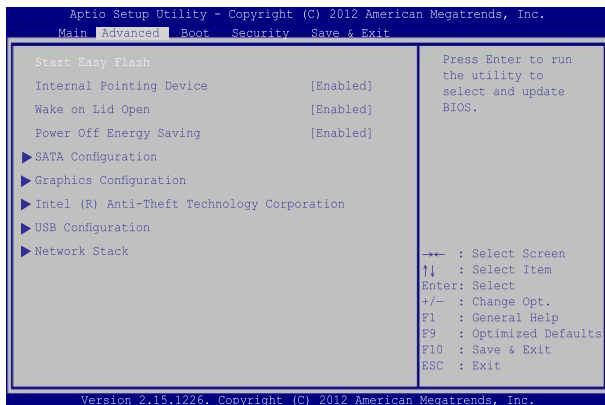 Aptio Setup Utility - Copyright (C) 2012 American Megatrends, Inc.
Main Advanced Boot Security Save & Exit
Start Easy Flash
Internal Pointing Device [Enabled]
Wake on Lid Open [Enabled]
Power Off Energy Saving [Enabled]
SATA Configuration
Graphics Configuration
Intel (R) Anti-Theft Technology Corporation
USB Configuration
Network Stack
Press Enter to run
the utility to
select and update
BIOS.
→← : Select Screen
↑↓ : Select Item
Enter: Select
+/— : Change Opt.
F1 : General Help
F9 : Optimized Defaults
F10 : Save & Exit
ESC : Exit
Version 2.15.1226. Copyright (C) 2012 American Megatrends, Inc.